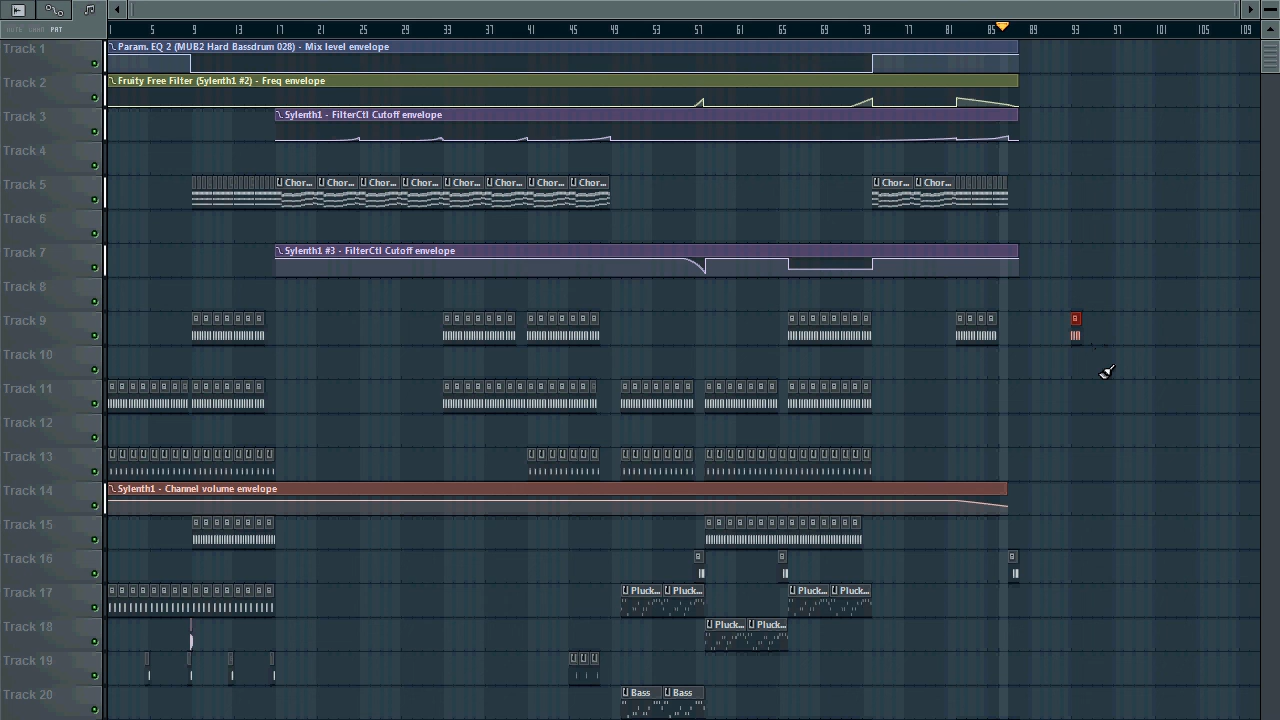 1 5 9 13 17 21 25 29 33 37 41 45 49 53 57 61 65 69 73 77 81 85 89 93 97 101 105 109
PAT
Track 1
Param. EQ 2 (MUB2 Hard Bassdrum 028) - Mix level envelope
Track 2
Fruity Free Filter (Sylenth1 #2) - Freq envelope
Track 3
Sylenth1 - FilterCtl Cutoff envelope
Track 4
Track 5
Chor... Chor... Chor... Chor... Chor... Chor... Chor... Chor... Chor... Chor...
Track 6
Track 7
Sylenth1 #3 - FilterCtl Cutoff envelope
Track 8
Track 9
Track 10
Track 11
Track 12
Track 13
Track 14
Sylenth1 - Channel volume envelope
Track 15
Track 16
Track 17
Pluck... Pluck... Pluck... Pluck...
Track 18
Pluck... Pluck...
Track 19
Track 20
Bass Bass